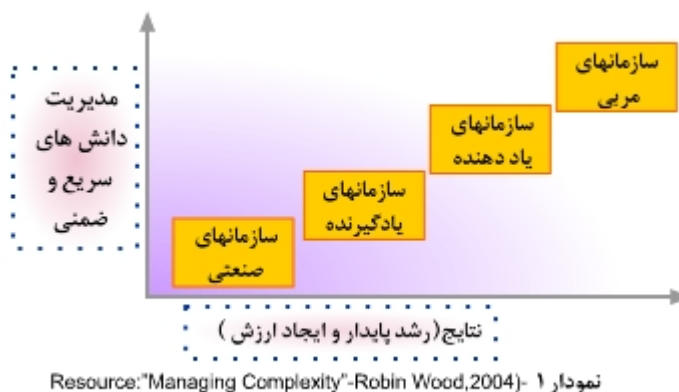 سازمانهای
مربی
سازمانهای
یاد دهنده
سازمانهای
یادگیرنده
سازمانهای
صنعتی
مدیریت
دانش های
سریع و
ضمنی
نتایج(رشد پایدار و ایجاد ارزش )
نمودار ۱ -(Resource:"Managing Complexity"-Robin Wood,2004